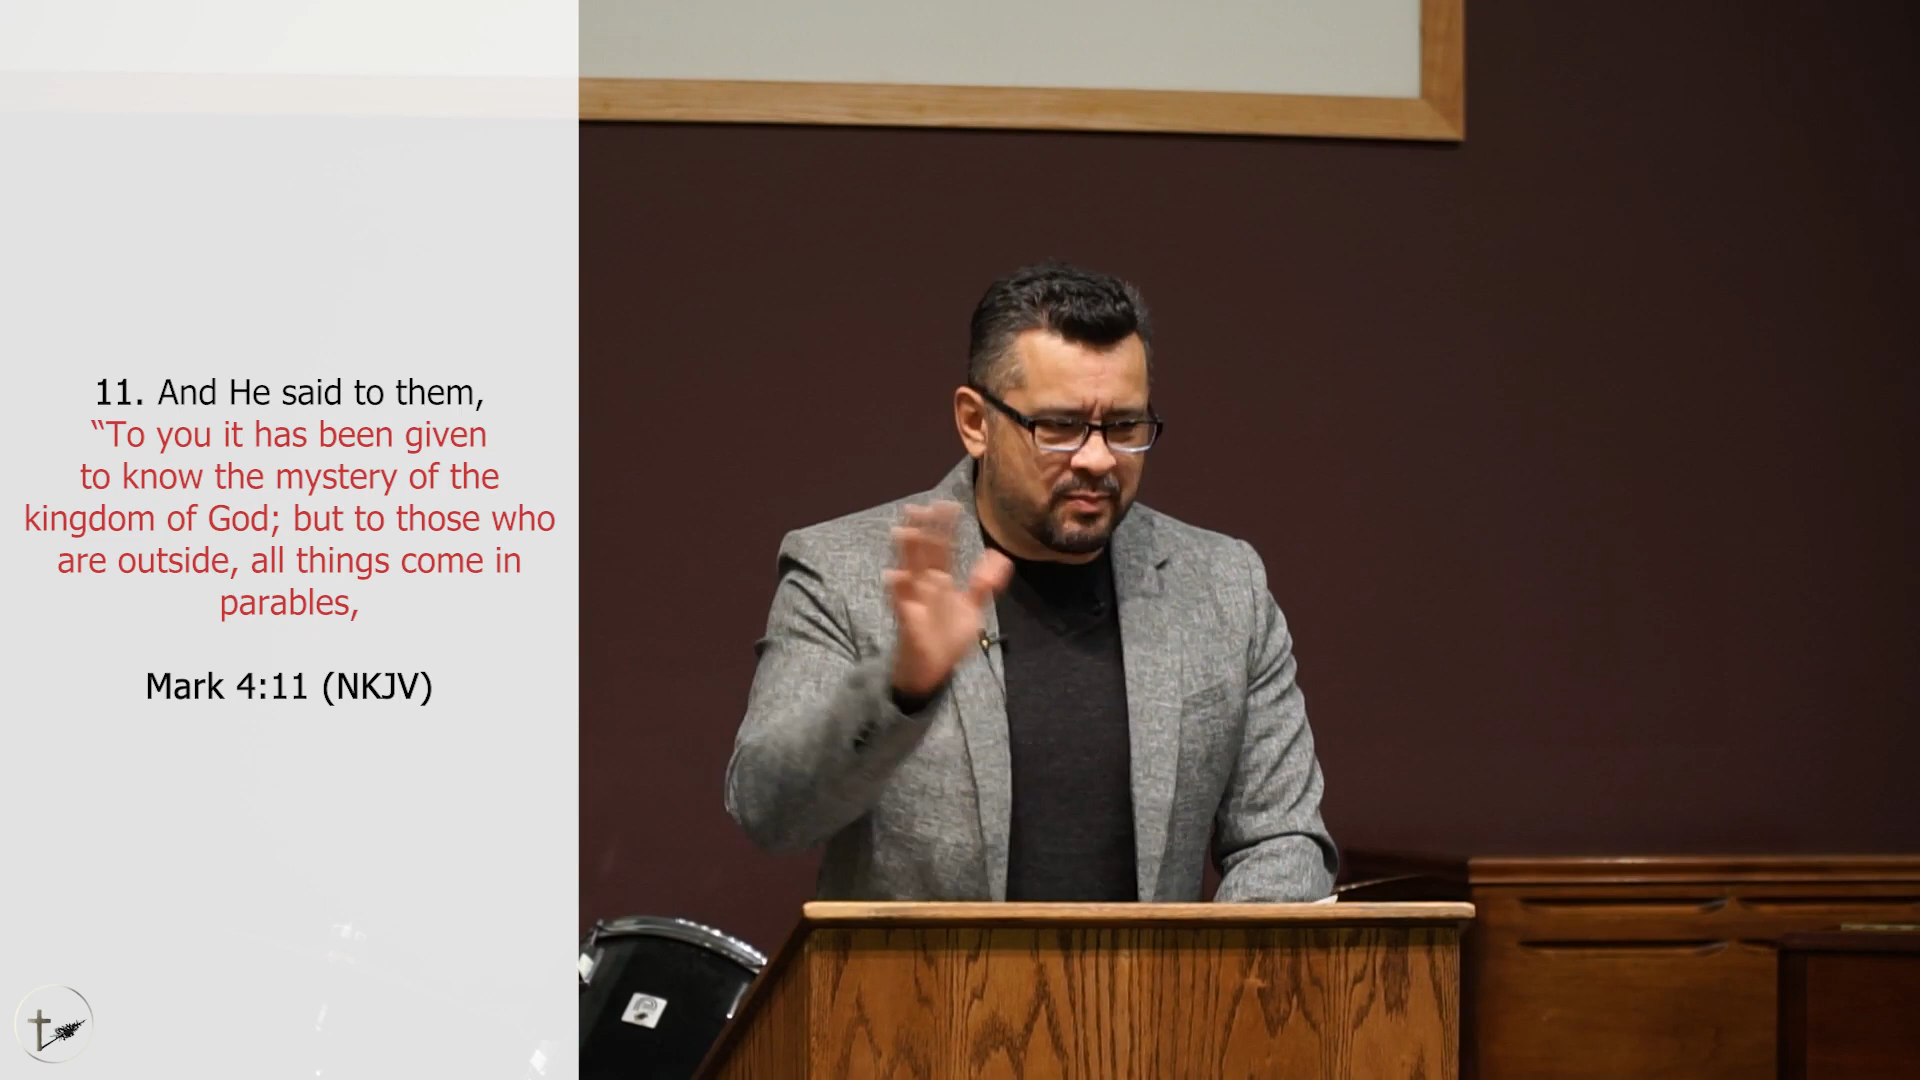 11. And He said to them,
“To you it has been given
to know the mystery of the
kingdom of God; but to those who
are outside, all things come in
parables,
Mark 4:11 (NKJV)